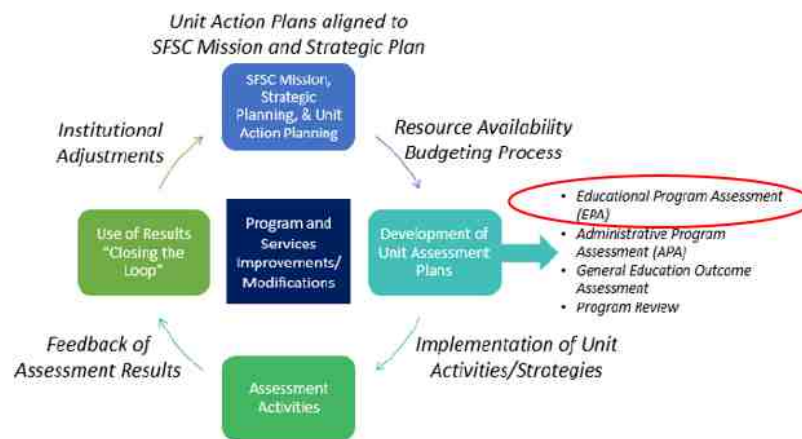 Unit Action Plans aligned to
SFSC Mission and Strategic Plan
SFSC Mission,
Strategic
Planning, & Unit
Action Planning
Institutional
Adjustments
Resource Availability
Budgeting Process
Use of Results
"Closing the
Loop"
Program and
Services
Improvements/
Modifications
Development of
Unit Assessment
Plans
• Educational Program Assessment
(EPA)
• Administrative Program
Assessment (APA)
• General Education Outcome
Assessment
• Program Review
Feedback of
Assessment Results
Assessment
Activities
Implementation of Unit
Activities/Strategies